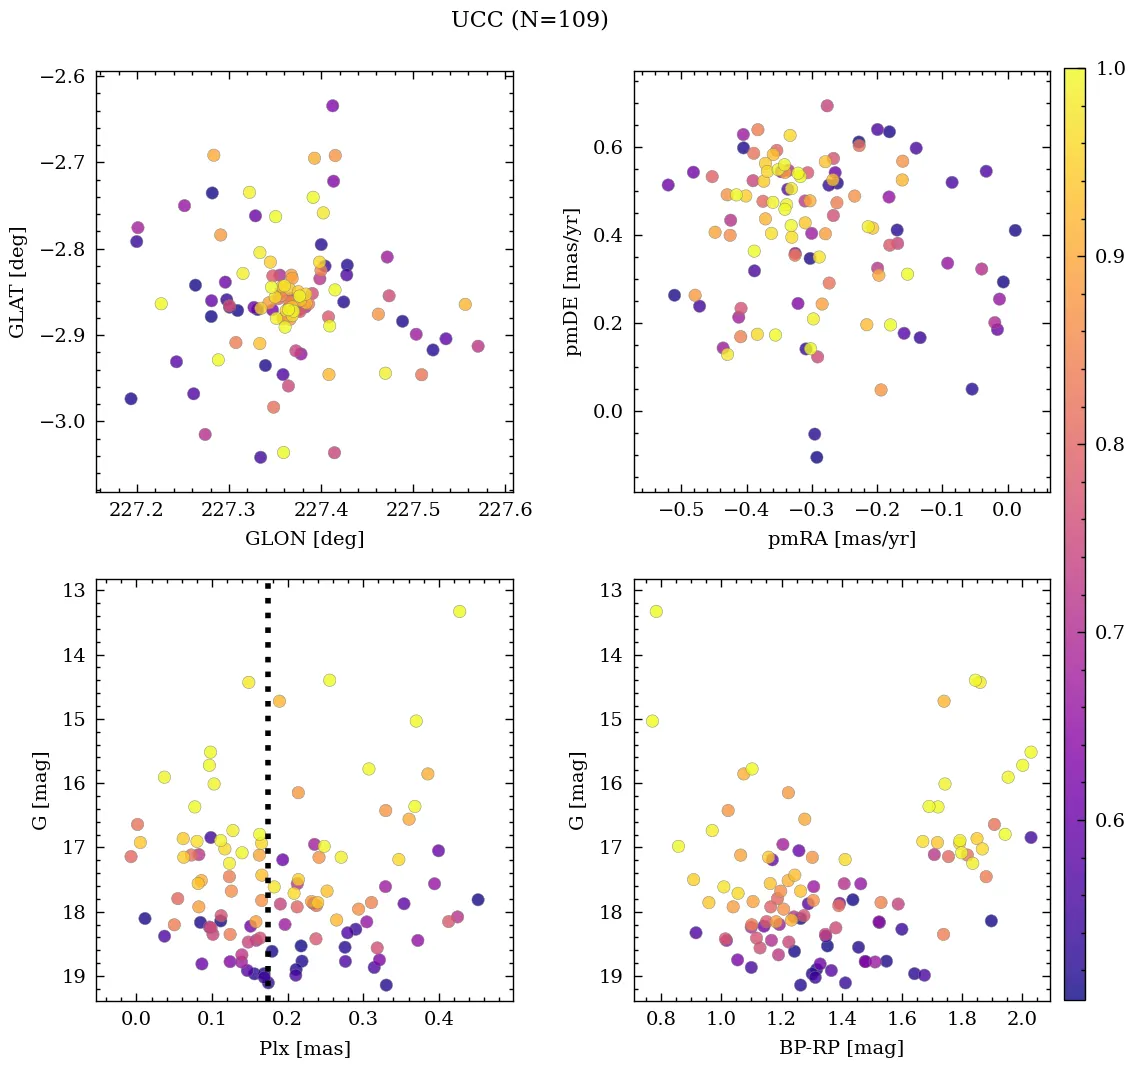 UCC (N=109)
−2.6
−2.7
−2.8
−2.9
−3.0
GLAT [deg]
227.2 227.3 227.4 227.5 227.6
GLON [deg]
0.6
0.4
0.2
0.0
pmDE [mas/yr]
−0.5 −0.4 −0.3 −0.2 −0.1 0.0
pmRA [mas/yr]
1.0
0.9
0.8
0.7
0.6
13
14
15
16
17
18
19
G [mag]
0.0 0.1 0.2 0.3 0.4
Plx [mas]
13
14
15
16
17
18
19
G [mag]
0.8 1.0 1.2 1.4 1.6 1.8 2.0
BP-RP [mag]